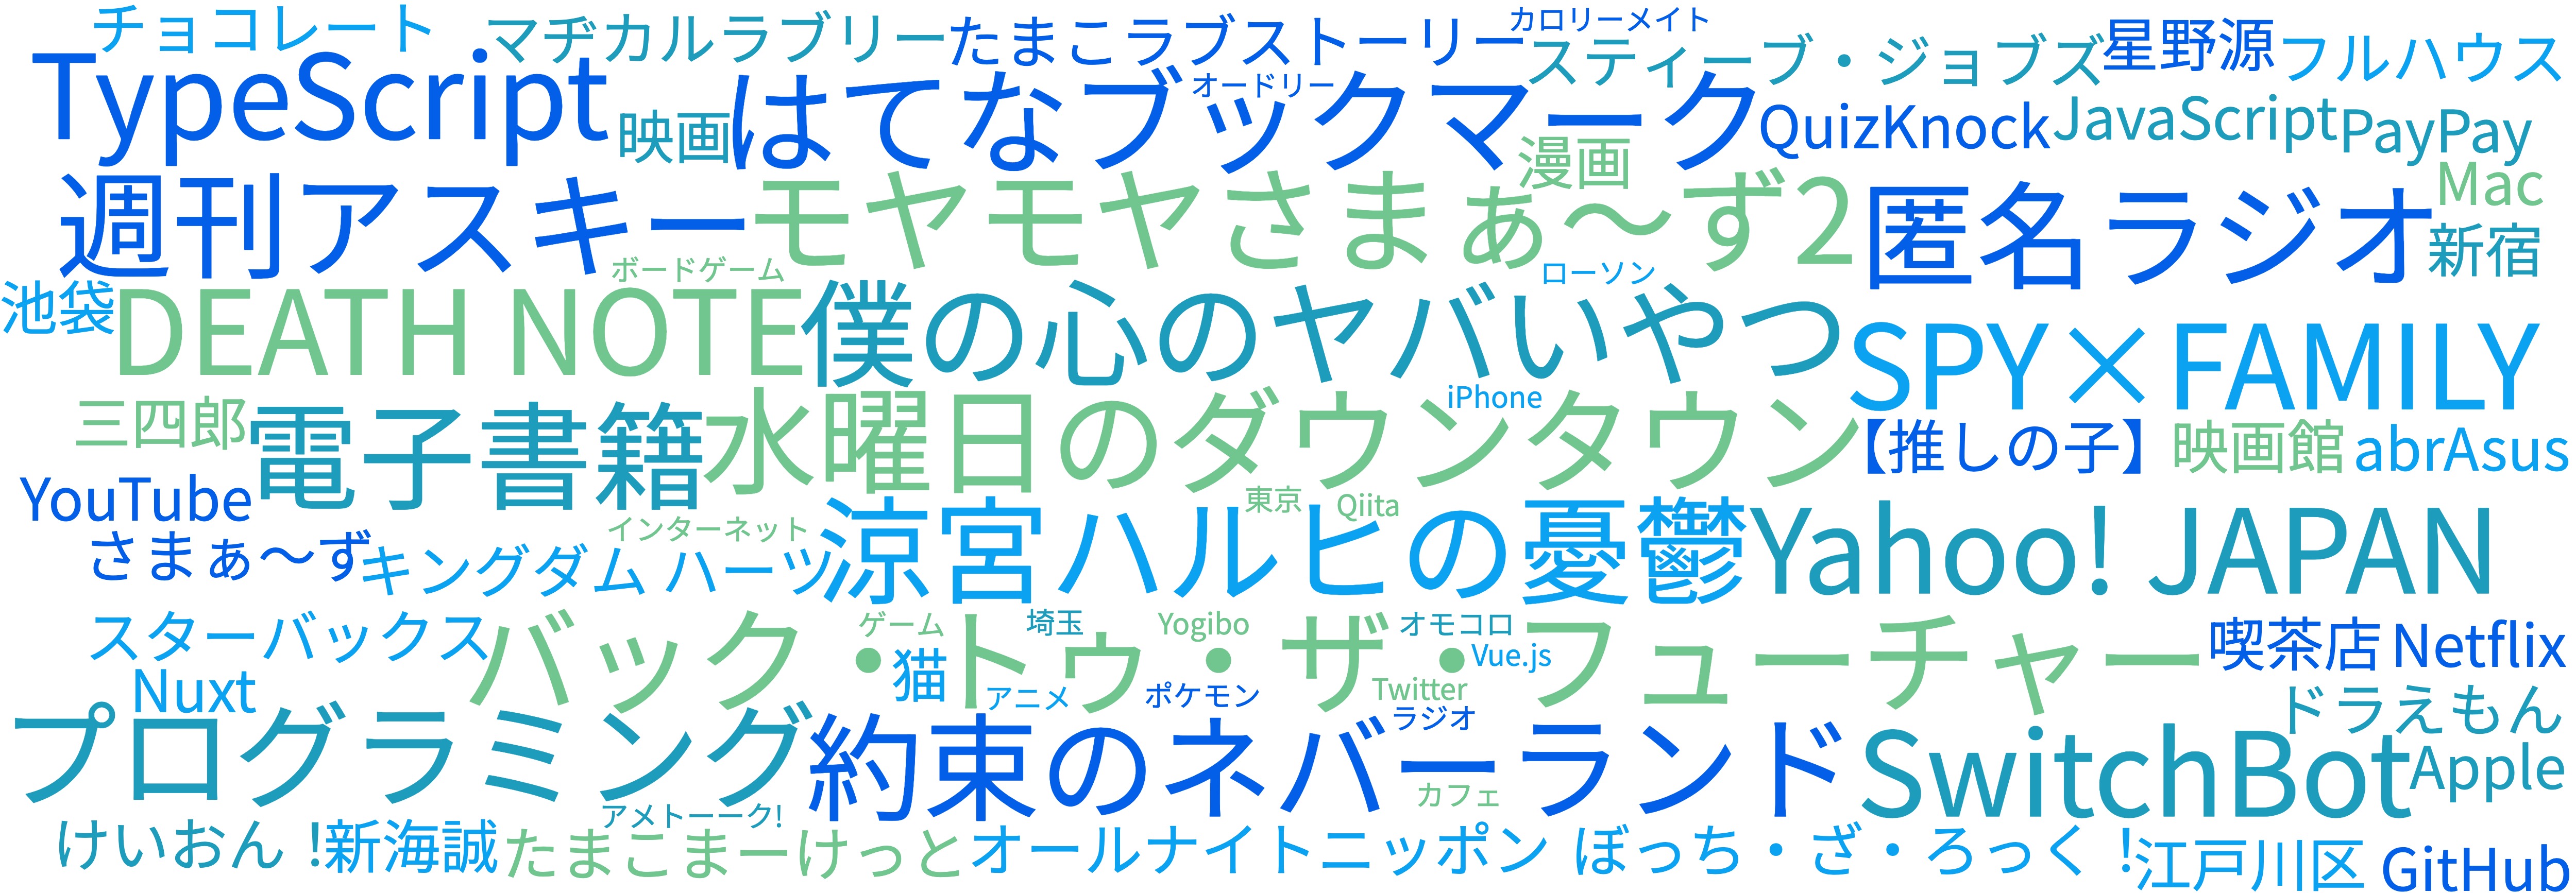 チョコレート
マヂカルラブリー
たまこラブストーリー
カロリーメイト
スティーブ・ジョブズ
星野源
フルハウス
TypeScript
映画
はてなブックマーク
オードリー
QuizKnock
JavaScript
PayPay
週刊アスキー
モヤモヤさまぁ〜ず2
漫画
匿名ラジオ
Mac
新宿
池袋
DEATH NOTE
ボードゲーム
僕の心のヤバいやつ
ローソン
SPY×FAMILY
三四郎
電子書籍
水曜日のダウンタウン
iPhone
【推しの子】
映画館
abrAsus
YouTube
さまぁ〜ず
インターネット
キングダム ハーツ
涼宮ハルヒの憂鬱
東京
Qiita
Yahoo! JAPAN
スターバックス
バック・トゥ・ザ・フューチャー
ゲーム
猫
埼玉
Yogibo
オモコロ
Vue.js
喫茶店
Netflix
Nuxt
アニメ
ポケモン
Twitter
ラジオ
ドラえもん
プログラミング
約束のネバーランド
カフェ
SwitchBot
Apple
アメトーーク!
けいおん!
新海誠
たまこまーけっと
オールナイトニッポン
ぼっち・ざ・ろっく!
江戸川区
GitHub